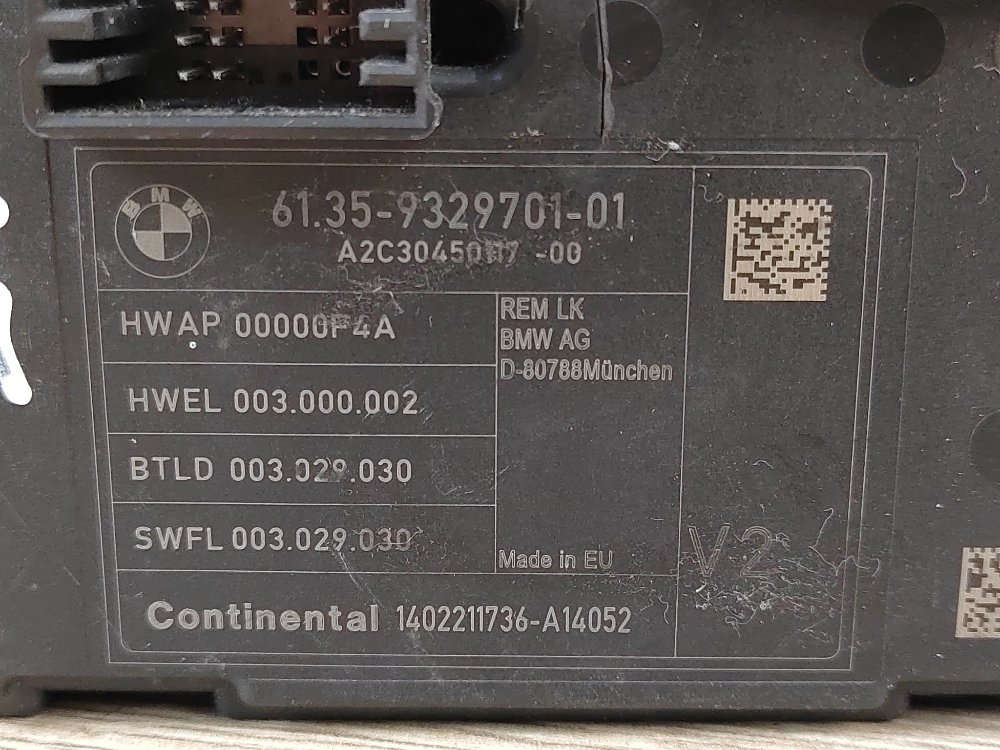 BMW
61.35-9329701-01
A2C30450117 -00
HWAP 00000F4A
HWEL 003.000.002
BTLD 003.029.030
SWFL 003.029.030
REM LK
BMW AG
D-80788München
Made in EU
V2
Continental 1402211736-A14052